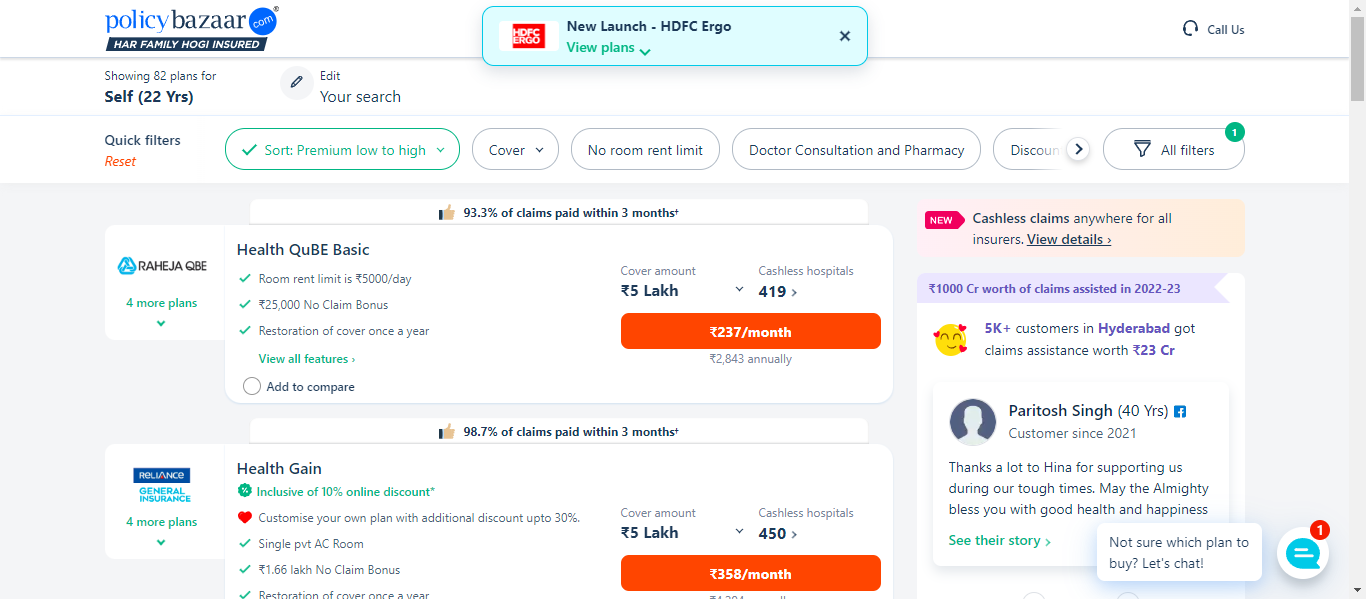 policybazaar.com®
HAR FAMILY HOGI INSURED
HDFC
ERGO
New Launch - HDFC Ergo
View plans
Call Us
Showing 82 plans for
Self (22 Yrs)
Edit
Your search
Quick filters
Reset
Sort: Premium low to high
Cover
No room rent limit
Doctor Consultation and Pharmacy
Discoun
All filters
1
93.3% of claims paid within 3 months†
RAHEJA QBE
4 more plans
Health QuBE Basic
Room rent limit is ₹5000/day
₹25,000 No Claim Bonus
Restoration of cover once a year
View all features ›
Add to compare
Cover amount
₹5 Lakh
Cashless hospitals
419 ›
₹237/month
₹2,843 annually
98.7% of claims paid within 3 months†
RELIANCE
GENERAL
INSURANCE
4 more plans
Health Gain
Inclusive of 10% online discount*
Customise your own plan with additional discount upto 30%.
Single pvt AC Room
₹1.66 lakh No Claim Bonus
Restoration of cover once a year
Cover amount
₹5 Lakh
Cashless hospitals
450 ›
₹358/month
NEW
Cashless claims anywhere for all
insurers. View details ›
₹1000 Cr worth of claims assisted in 2022-23
5K+ customers in Hyderabad got
claims assistance worth ₹23 Cr
Paritosh Singh (40 Yrs)
Customer since 2021
Thanks a lot to Hina for supporting us
during our tough times. May the Almighty
bless you with good health and happiness
See their story ›
Not sure which plan to
buy? Let's chat!
1